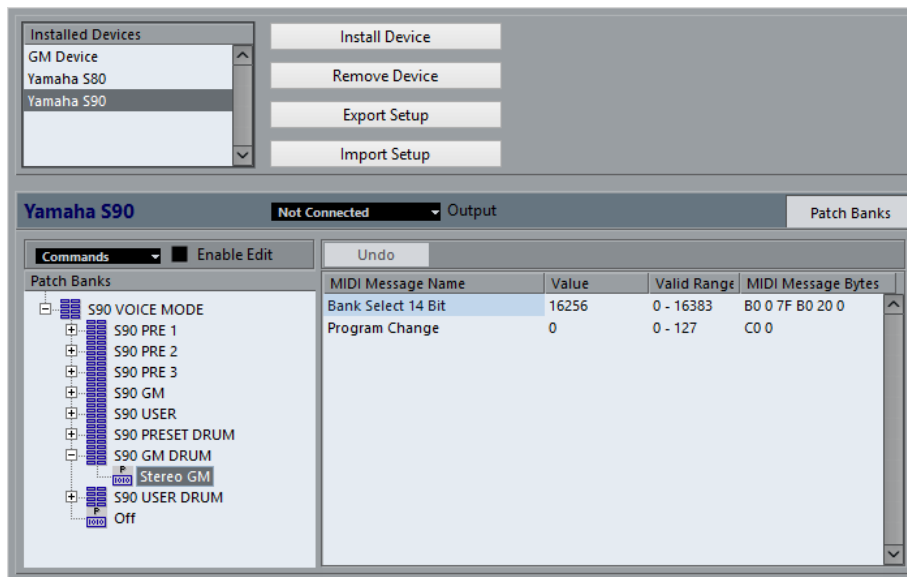 Installed Devices
GM Device
Yamaha S80
Yamaha S90
Install Device
Remove Device
Export Setup
Import Setup
Yamaha S90 Not Connected Output Patch Banks
Commands Enable Edit Undo
Patch Banks
S90 VOICE MODE
S90 PRE 1
S90 PRE 2
S90 PRE 3
S90 GM
S90 USER
S90 PRESET DRUM
S90 GM DRUM
P 1010 Stereo GM
S90 USER DRUM
P 1010 Off
MIDI Message Name Value Valid Range MIDI Message Bytes
Bank Select 14 Bit 16256 0 - 16383 B0 0 7F B0 20 0
Program Change 0 0 - 127 C0 0